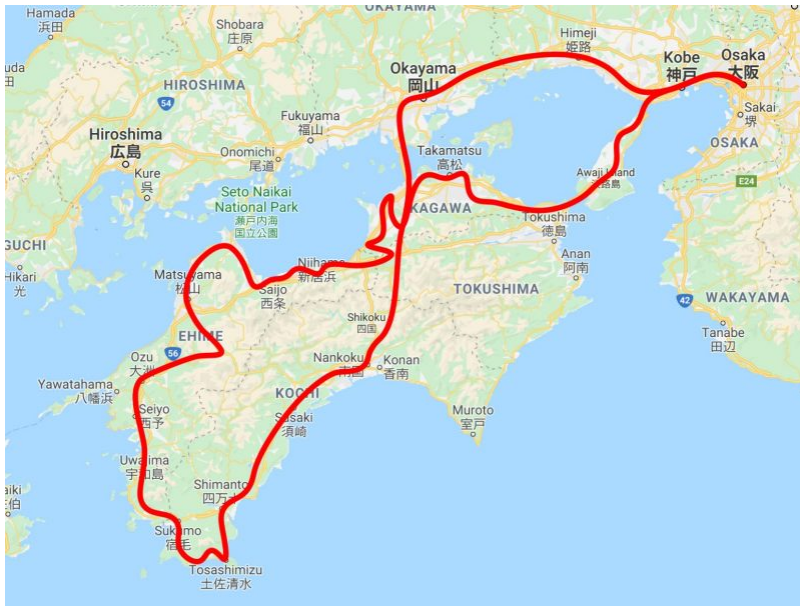 Hamada
浜田
Shobara
庄原
OKAYAMA
Himeji
姫路
Kobe
神戸
Osaka
大阪
Okayama
岡山
HIROSHIMA
54
Fukuyama
福山
Sakai
堺
Hiroshima
広島
Onomichi
尾道
Takamatsu
高松
OSAKA
Kure
呉
Seto Naikai
National Park
瀬戸内海
国立公園
KAGAWA
Awaji Island
淡路島
E24
Tokushima
徳島
GUCHI
Hikari
光
Matsuyama
松山
Niihama
新居浜
Anan
阿南
Saijo
西条
TOKUSHIMA
42
WAKAYAMA
Shikoku
四国
Tanabe
田辺
EHIME
56
Ozu
大洲
Nankoku
南国
Konan
香南
Yawatahama
八幡浜
KOCHI
Seiyo
西予
Susaki
須崎
Muroto
室戸
Uwajima
宇和島
Shimanto
四万十
aiki
伯
Sukumo
宿毛
Tosashimizu
土佐清水